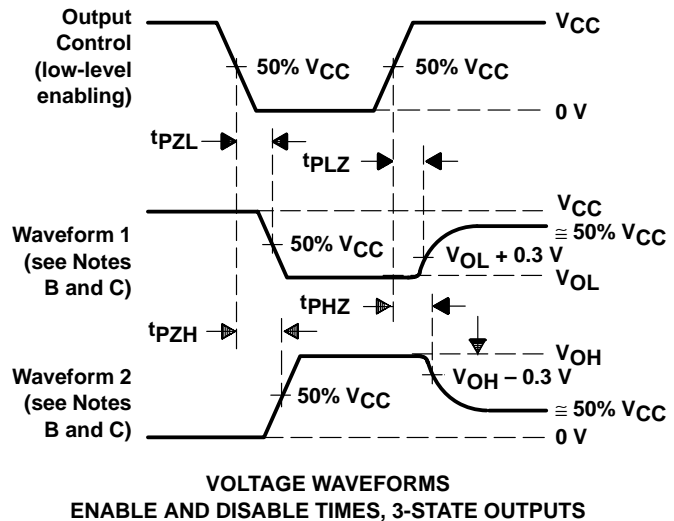 Output
Control
(low-level
enabling)
50% VCC
50% VCC
VCC
0 V
tPZL
tPLZ
Waveform 1
(see Notes
B and C)
50% VCC
VCC
≅ 50% VCC
VOL + 0.3 V
VOL
tPHZ
tPZH
Waveform 2
(see Notes
B and C)
50% VCC
VOH
VOH – 0.3 V
≅ 50% VCC
0 V
VOLTAGE WAVEFORMS
ENABLE AND DISABLE TIMES, 3-STATE OUTPUTS